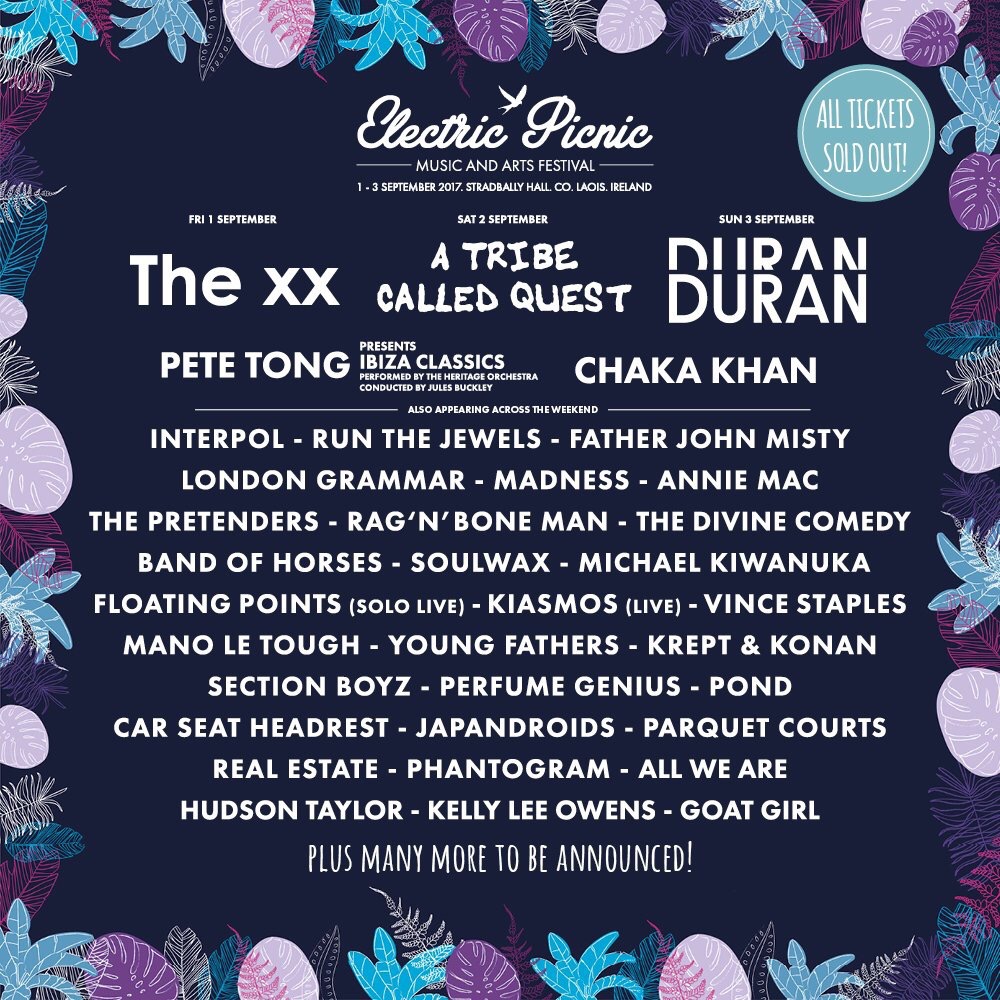 Electric Picnic
MUSIC AND ARTS FESTIVAL
1 - 3 SEPTEMBER 2017. STRADBALLY HALL. CO. LAOIS. IRELAND
ALL TICKETS
SOLD OUT!
FRI 1 SEPTEMBER
The xx
SAT 2 SEPTEMBER
A TRIBE
CALLED QUEST
SUN 3 SEPTEMBER
DURAN
DURAN
PETE TONG
PRESENTS
IBIZA CLASSICS
PERFORMED BY THE HERITAGE ORCHESTRA
CONDUCTED BY JULES BUCKLEY
CHAKA KHAN
ALSO APPEARING ACROSS THE WEEKEND
INTERPOL - RUN THE JEWELS - FATHER JOHN MISTY
LONDON GRAMMAR - MADNESS - ANNIE MAC
THE PRETENDERS - RAG‘N’BONE MAN - THE DIVINE COMEDY
BAND OF HORSES - SOULWAX - MICHAEL KIWANUKA
FLOATING POINTS (SOLO LIVE) - KIASMOS (LIVE) - VINCE STAPLES
MANO LE TOUGH - YOUNG FATHERS - KREPT & KONAN
SECTION BOYZ - PERFUME GENIUS - POND
CAR SEAT HEADREST - JAPANDROIDS - PARQUET COURTS
REAL ESTATE - PHANTOGRAM - ALL WE ARE
HUDSON TAYLOR - KELLY LEE OWENS - GOAT GIRL
PLUS MANY MORE TO BE ANNOUNCED!